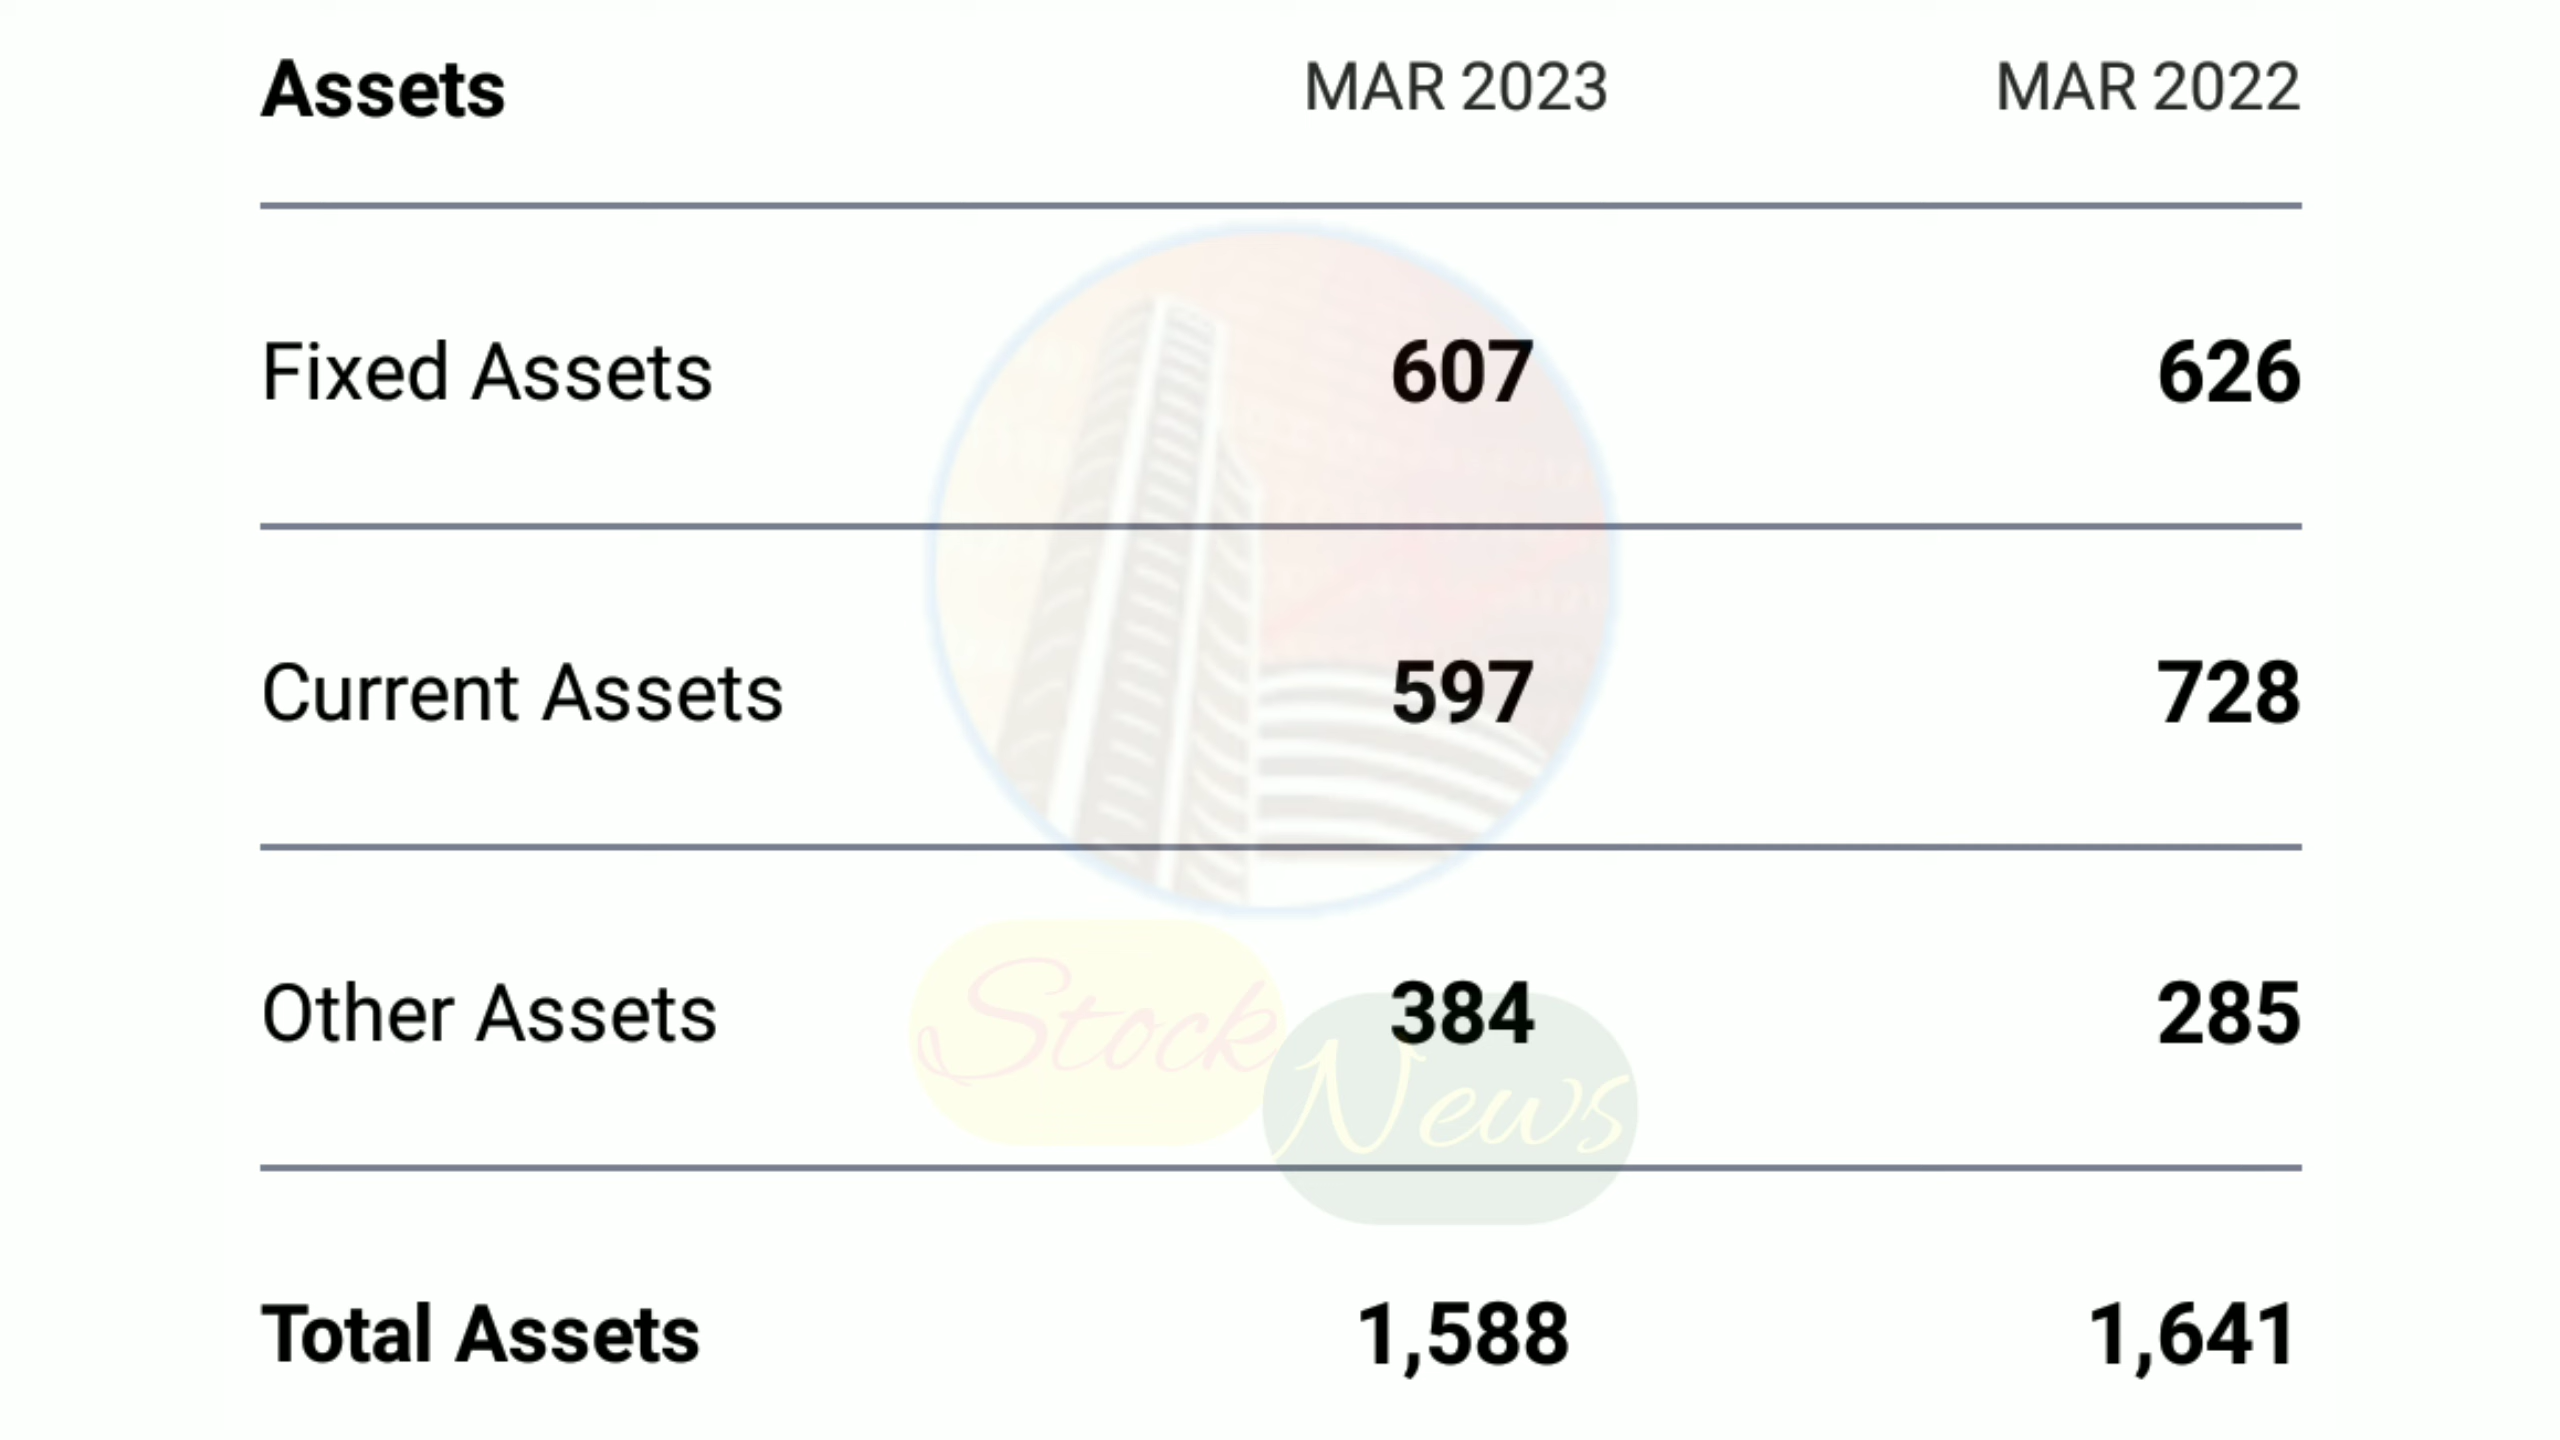 Assets MAR 2023 MAR 2022
Fixed Assets 607 626
Current Assets 597 728
Other Assets 384 285
Stock
News
Total Assets 1,588 1,641